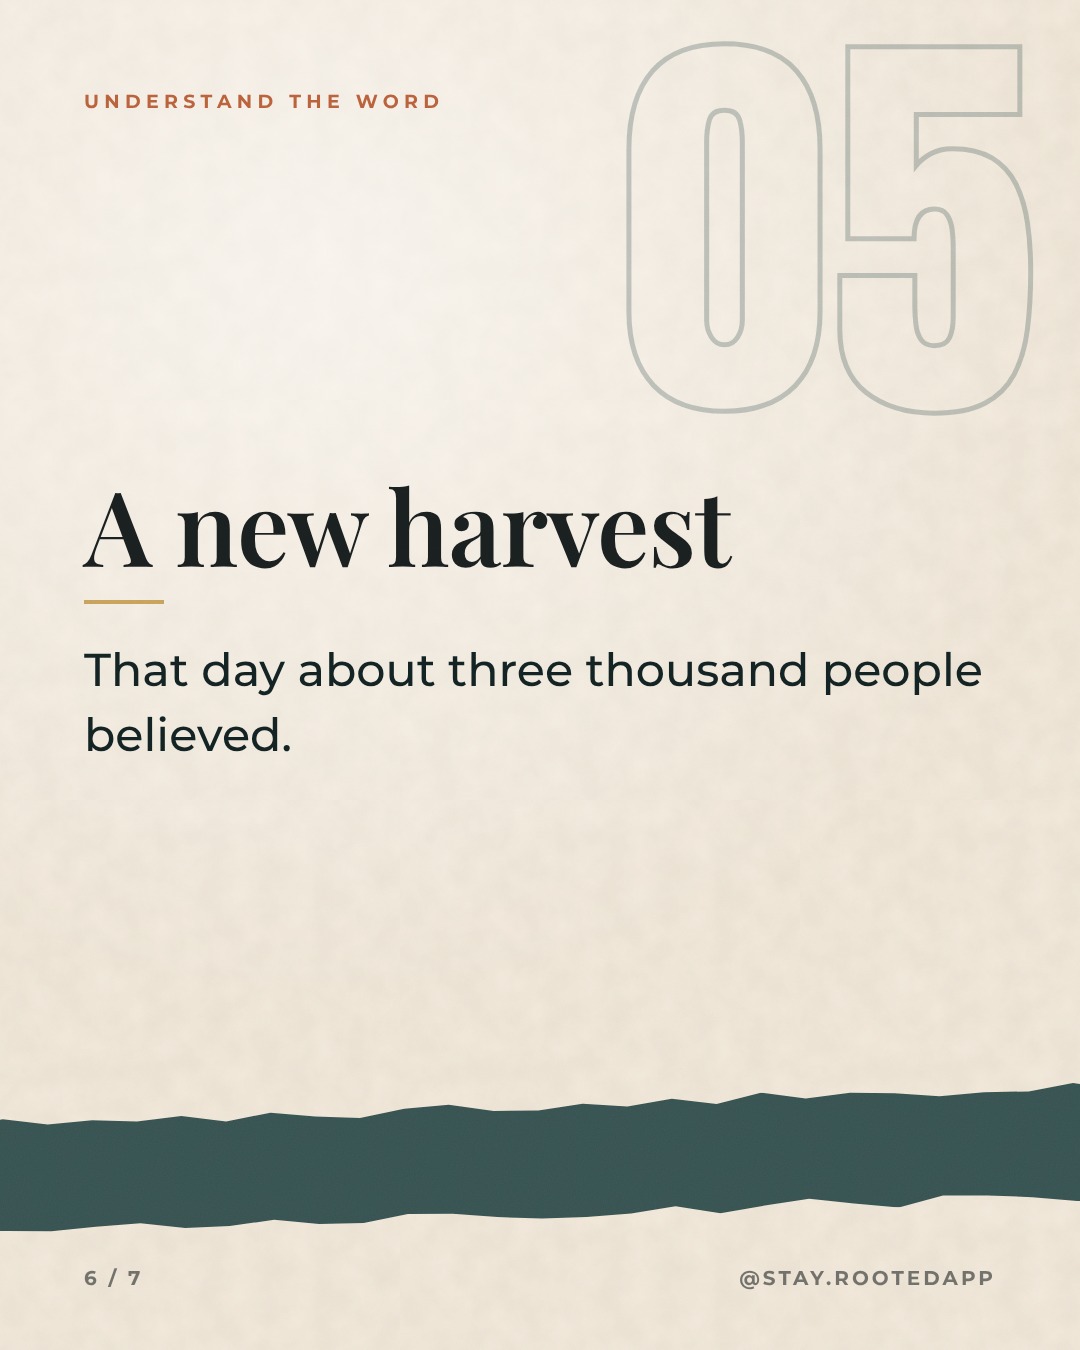 UNDERSTAND THE WORD
05
A new harvest
That day about three thousand people
believed.
6 / 7
@STAY.ROOTEDAPP